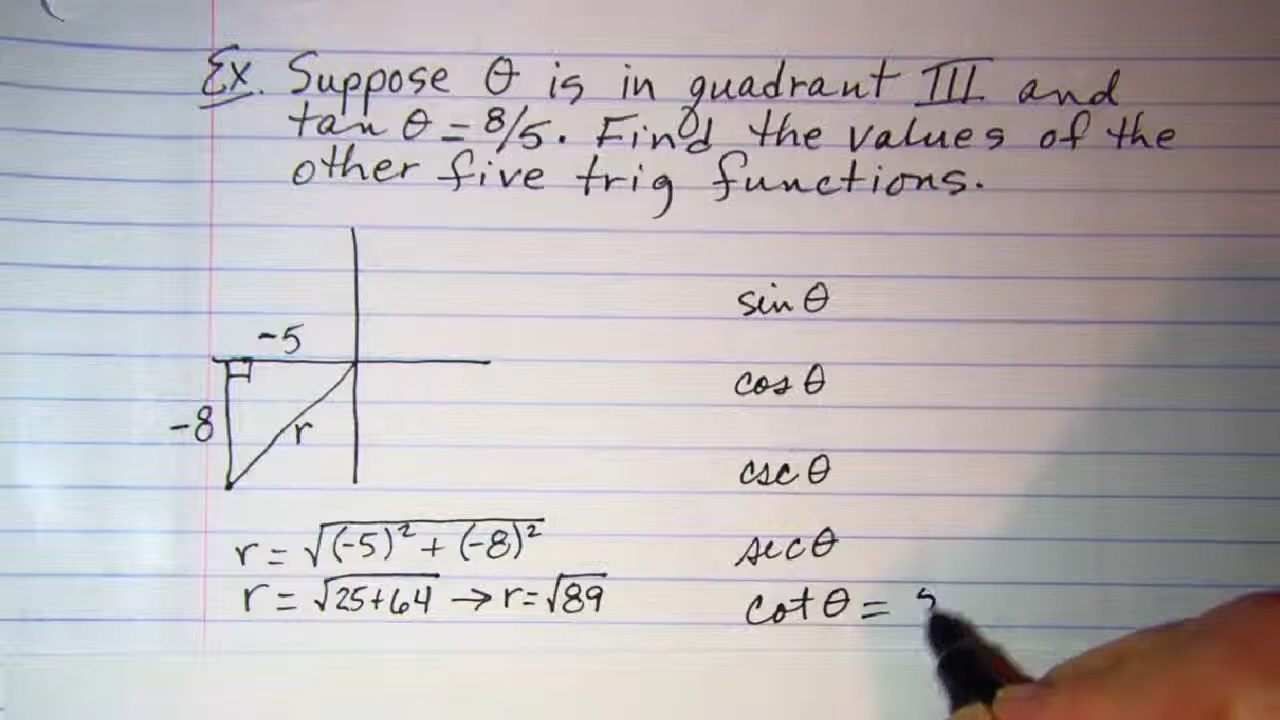 Ex. Suppose θ is in quadrant III and
tan θ = 8/5. Find the values of the
other five trig functions.
-5
-8
r
r = √(-5)² + (-8)²
r = √25+64 → r = √89
sin θ
cos θ
csc θ
sec θ
cot θ =